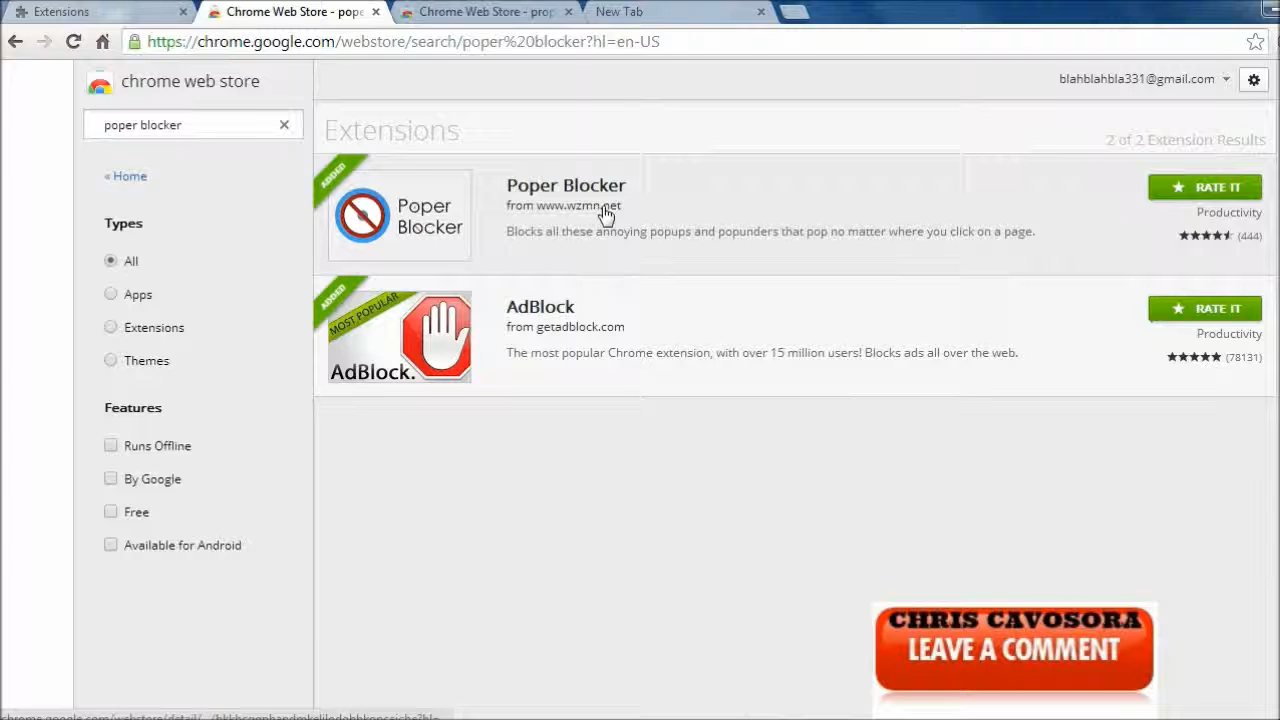 Extensions
Chrome Web Store - pope
Chrome Web Store - prop
New Tab
https://chrome.google.com/webstore/search/poper%20blocker?hl=en-US
chrome web store
blahblahbla331@gmail.com
poper blocker
« Home
Types
All
Apps
Extensions
Themes
Features
Runs Offline
By Google
Free
Available for Android
Extensions
2 of 2 Extension Results
ADDED
Poper
Blocker
Poper Blocker
from www.wzmn.net
Blocks all these annoying popups and popunders that pop no matter where you click on a page.
RATE IT
Productivity
(444)
ADDED
MOST POPULAR
AdBlock.
AdBlock
from getadblock.com
The most popular Chrome extension, with over 15 million users! Blocks ads all over the web.
RATE IT
Productivity
(78131)
CHRIS CAVOSORA
LEAVE A COMMENT